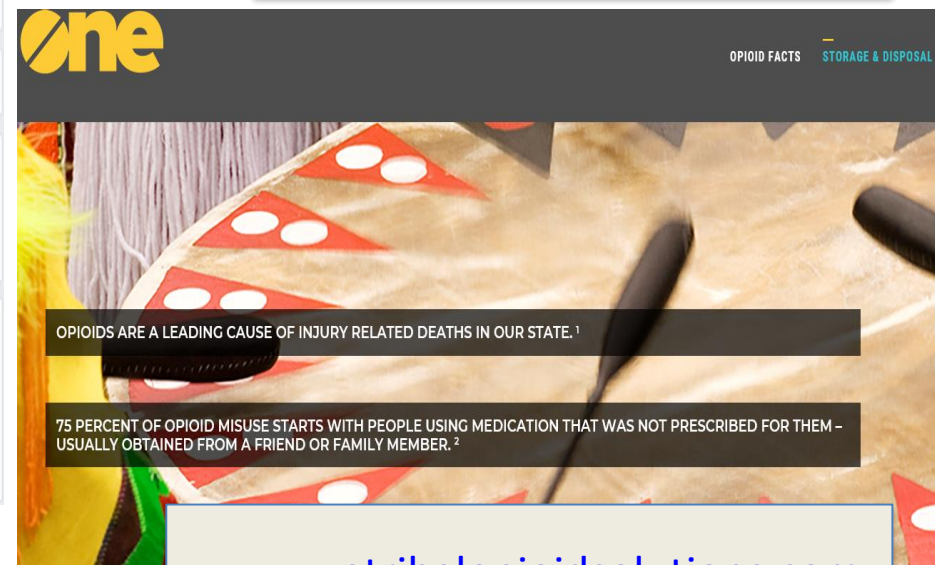 One
OPIOID FACTS STORAGE & DISPOSAL
OPIOIDS ARE A LEADING CAUSE OF INJURY RELATED DEATHS IN OUR STATE. 1
75 PERCENT OF OPIOID MISUSE STARTS WITH PEOPLE USING MEDICATION THAT WAS NOT PRESCRIBED FOR THEM –
USUALLY OBTAINED FROM A FRIEND OR FAMILY MEMBER. 2